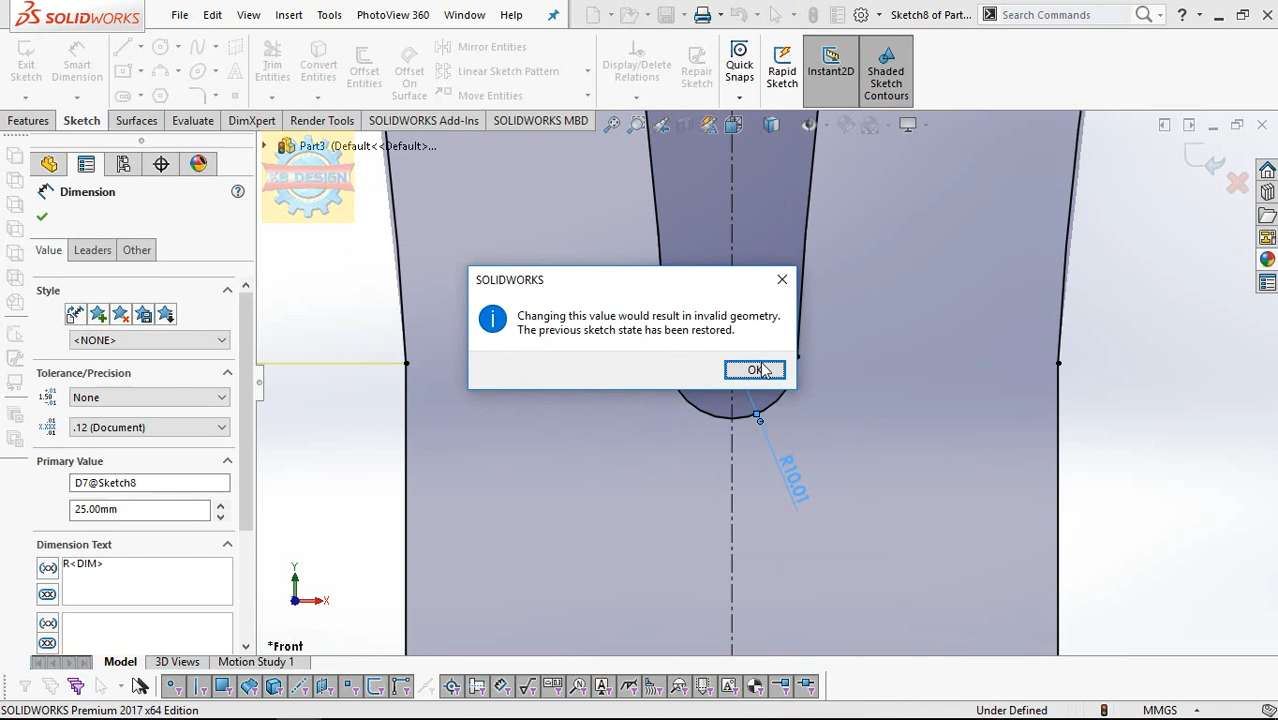 SOLIDWORKS
File Edit View Insert Tools PhotoView 360 Window Help
Sketch8 of Part...
Search Commands
?
Exit Sketch
Smart Dimension
Trim Entities
Convert Entities
Offset Entities
Offset On Surface
Mirror Entities
Linear Sketch Pattern
Move Entities
Display/Delete Relations
Repair Sketch
Quick Snaps
Rapid Sketch
Instant2D
Shaded Sketch Contours
Features Sketch Surfaces Evaluate DimXpert Render Tools SOLIDWORKS Add-Ins SOLIDWORKS MBD
Part3 (Default<<Default>...
KB DESIGN
Dimension
Value Leaders Other
Style
<NONE>
Tolerance/Precision
None
.12 (Document)
Primary Value
D7@Sketch8
25.00mm
Dimension Text
R<DIM>
SOLIDWORKS
Changing this value would result in invalid geometry.
The previous sketch state has been restored.
OK
R10.01
Y
X
*Front
Model 3D Views Motion Study 1
SOLIDWORKS Premium 2017 x64 Edition
Under Defined
MMGS